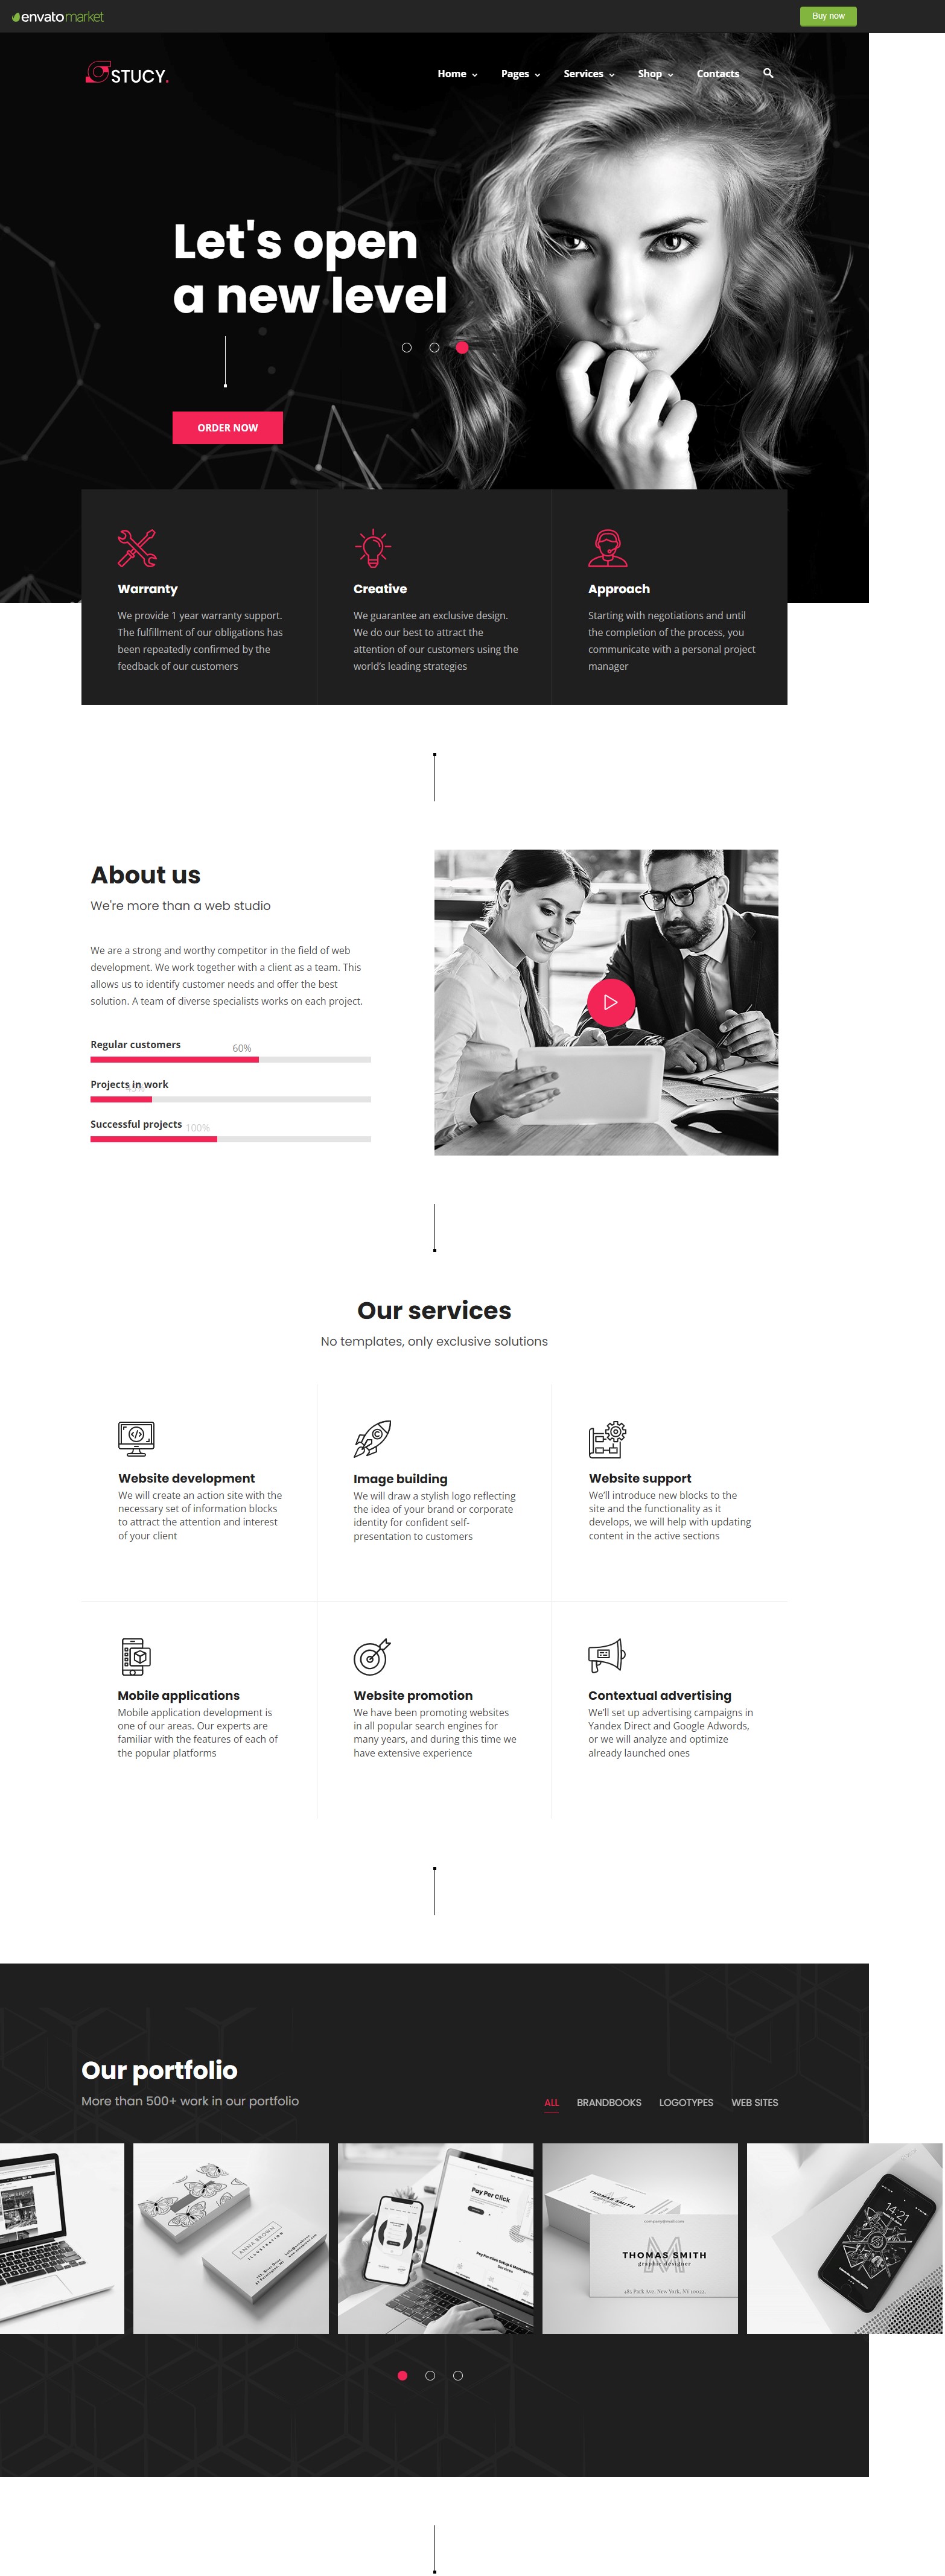 envatomarket
Buy now
STUCY.
Home
Pages
Services
Shop
Contacts
Let's open
a new level
ORDER NOW
Warranty
We provide 1 year warranty support.
The fulfillment of our obligations has
been repeatedly confirmed by the
feedback of our customers
Creative
We guarantee an exclusive design.
We do our best to attract the
attention of our customers using the
world's leading strategies
Approach
Starting with negotiations and until
the completion of the process, you
communicate with a personal project
manager
About us
We're more than a web studio
We are a strong and worthy competitor in the field of web
development. We work together with a client as a team. This
allows us to identify customer needs and offer the best
solution. A team of diverse specialists works on each project.
Regular customers
60%
Projects in work
Successful projects
100%
Our services
No templates, only exclusive solutions
Website development
We will create an action site with the
necessary set of information blocks
to attract the attention and interest
of your client
Image building
We will draw a stylish logo reflecting
the idea of your brand or corporate
identity for confident self-
presentation to customers
Website support
We'll introduce new blocks to the
site and the functionality as it
develops, we will help with updating
content in the active sections
Mobile applications
Mobile application development is
one of our areas. Our experts are
familiar with the features of each of
the popular platforms
Website promotion
We have been promoting websites
in all popular search engines for
many years, and during this time we
have extensive experience
Contextual advertising
We'll set up advertising campaigns in
Yandex Direct and Google Adwords,
or we will analyze and optimize
already launched ones
Our portfolio
More than 500+ work in our portfolio
ALL
BRANDBOOKS
LOGOTYPES
WEB SITES
ANNA BROWN
ILLUSTRATION
Pay Per Click
THOMAS SMITH
company@mail.com
M
THOMAS SMITH
graphic designer
485 Park Ave, New York, NY 10022.
14:21